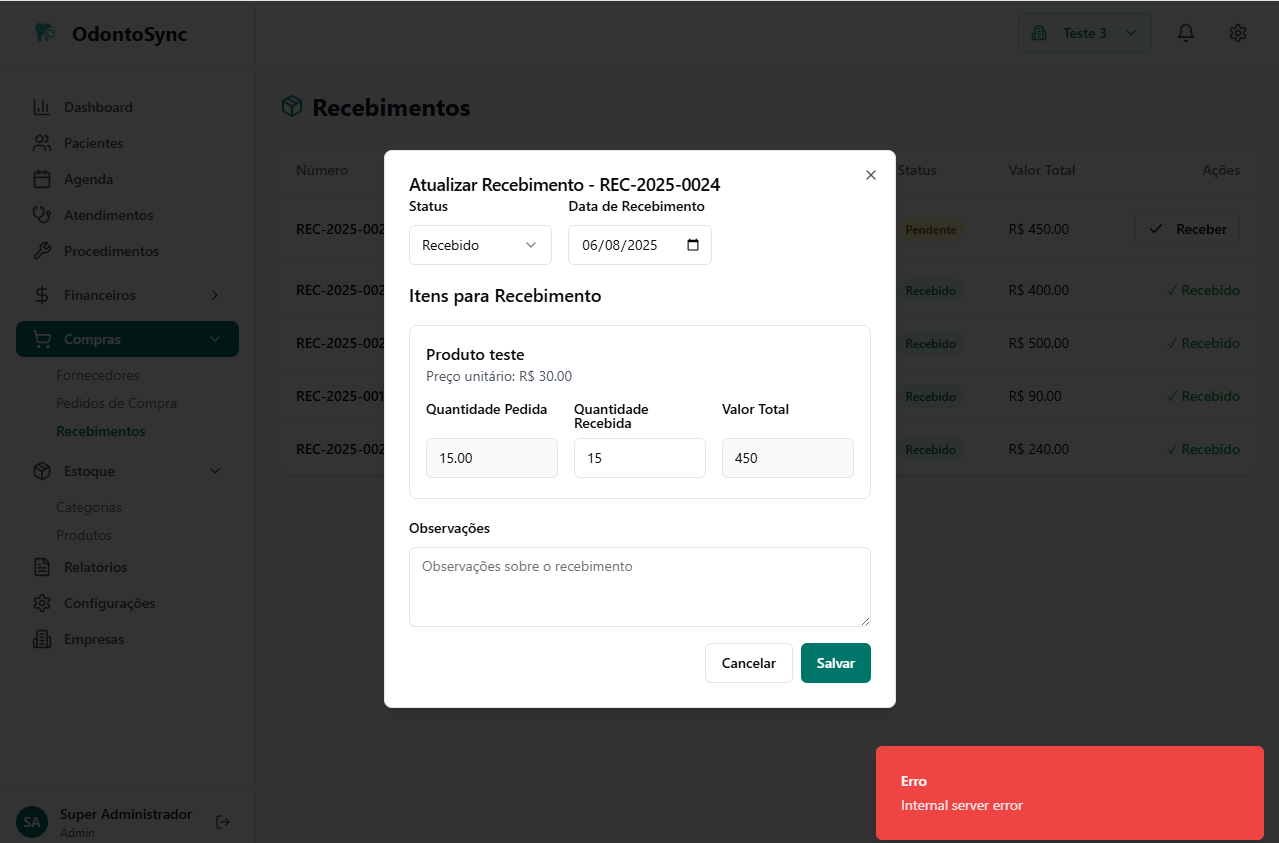 OdontoSync
Teste 3
Dashboard
Pacientes
Agenda
Atendimentos
Procedimentos
Financeiros
Compras
Fornecedores
Pedidos de Compra
Recebimentos
Estoque
Categorias
Produtos
Relatórios
Configurações
Empresas
SA
Super Administrador
Admin
Recebimentos
Número Status Valor Total Ações
REC-2025-002 Pendente R$ 450.00 Receber
REC-2025-002 Recebido R$ 400.00 ✓ Recebido
REC-2025-002 Recebido R$ 500.00 ✓ Recebido
REC-2025-001 Recebido R$ 90.00 ✓ Recebido
REC-2025-002 Recebido R$ 240.00 ✓ Recebido
Atualizar Recebimento - REC-2025-0024
Status Data de Recebimento
Recebido 06/08/2025
Itens para Recebimento
Produto teste
Preço unitário: R$ 30.00
Quantidade Pedida Quantidade Recebida Valor Total
15.00 15 450
Observações
Observações sobre o recebimento
Cancelar Salvar
Erro
Internal server error